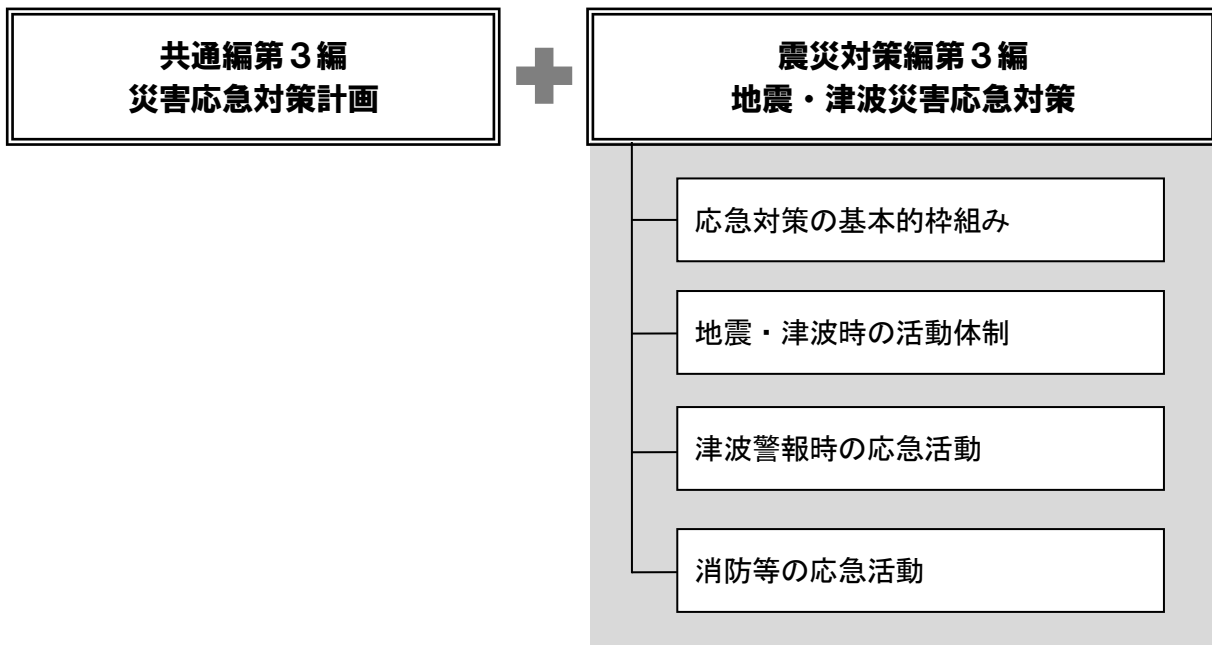 共通編第３編
災害応急対策計画
震災対策編第３編
地震・津波災害応急対策
応急対策の基本的枠組み
地震・津波時の活動体制
津波警報時の応急活動
消防等の応急活動